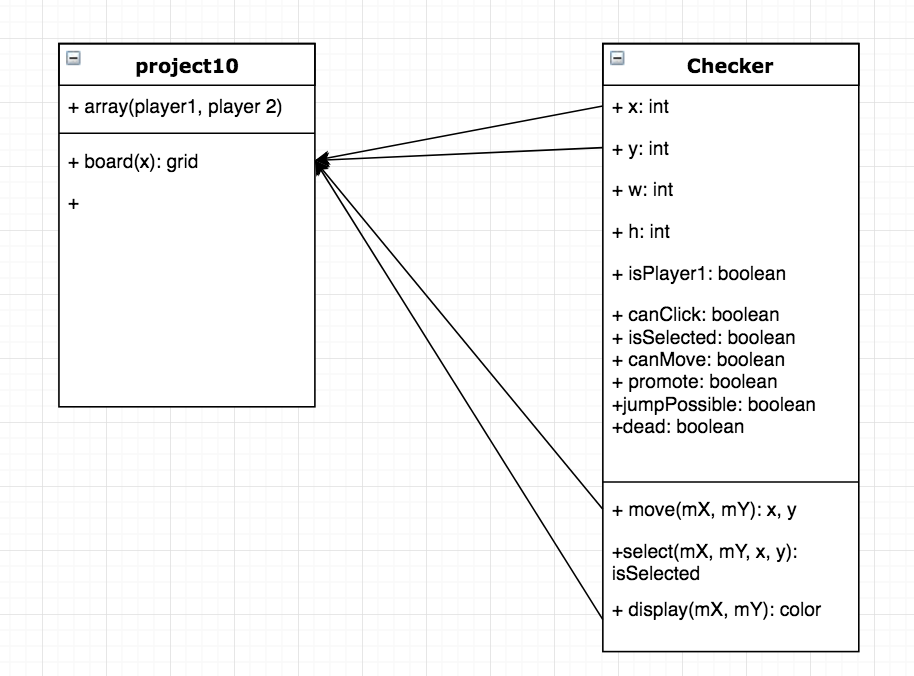 project10
+ array(player1, player 2)
+ board(x): grid
+
Checker
+ x: int
+ y: int
+ w: int
+ h: int
+ isPlayer1: boolean
+ canClick: boolean
+ isSelected: boolean
+ canMove: boolean
+ promote: boolean
+jumpPossible: boolean
+dead: boolean
+ move(mX, mY): x, y
+select(mX, mY, x, y):
isSelected
+ display(mX, mY): color